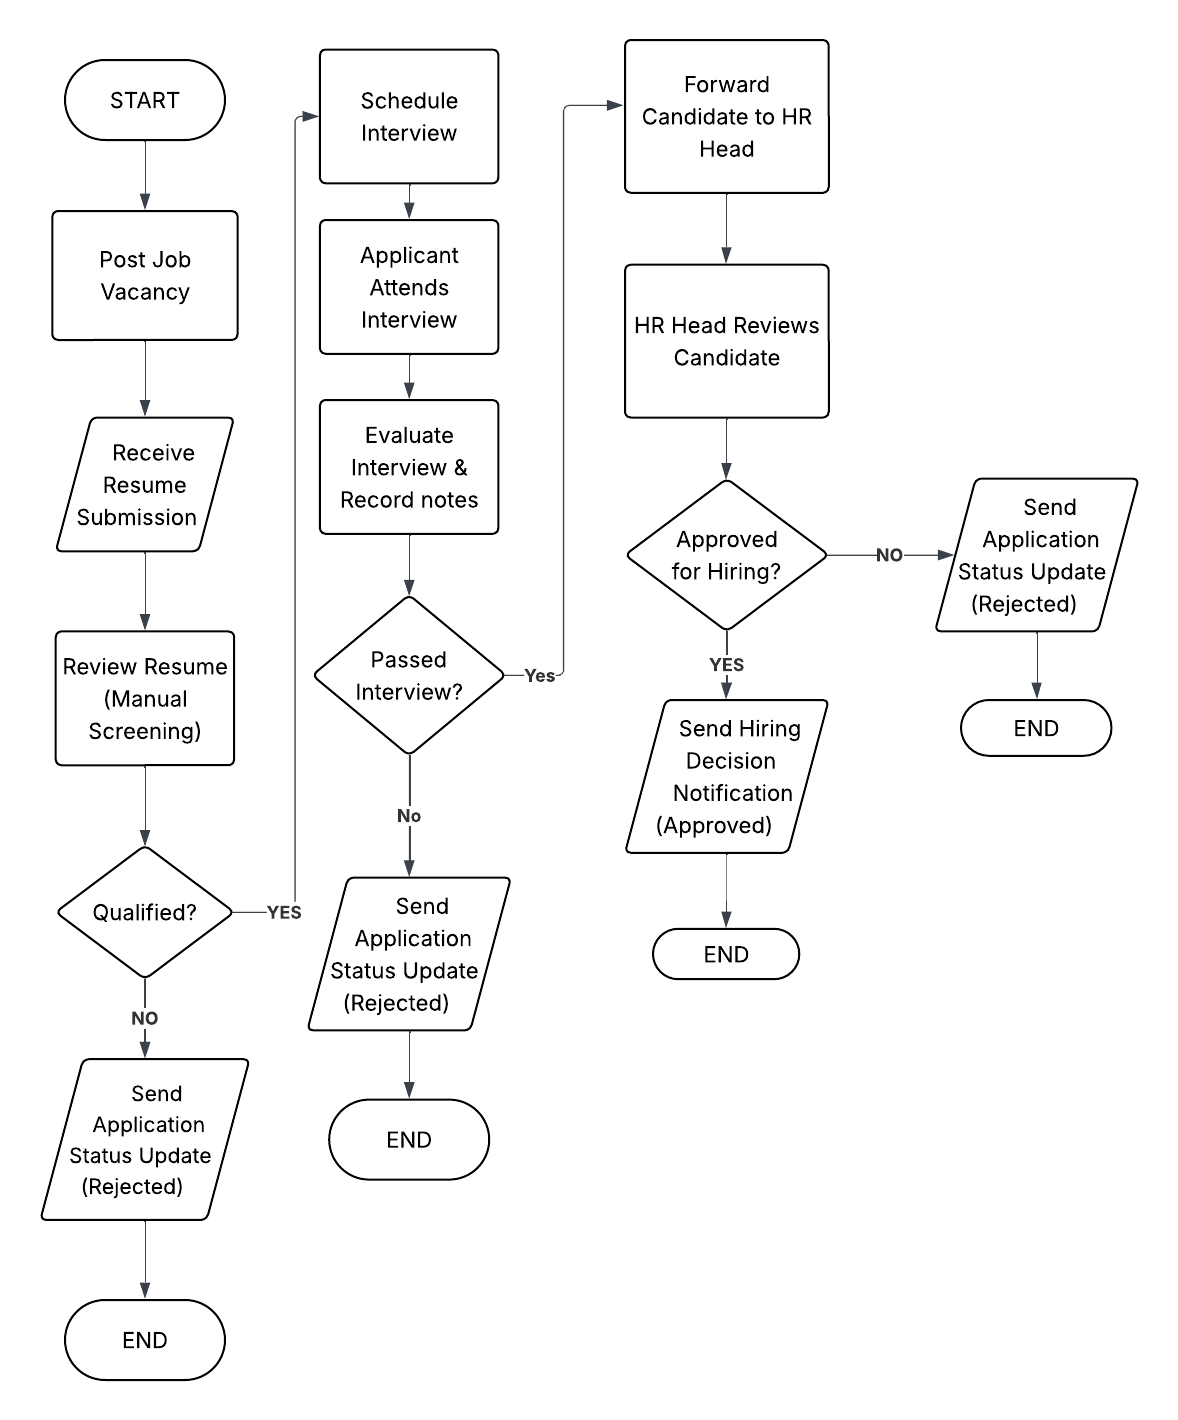 START
Post Job
Vacancy
Receive
Resume
Submission
Review Resume
(Manual
Screening)
Qualified?
YES
NO
Send
Application
Status Update
(Rejected)
END
Schedule
Interview
Applicant
Attends
Interview
Evaluate
Interview &
Record notes
Passed
Interview?
Yes
No
Send
Application
Status Update
(Rejected)
END
Forward
Candidate to HR
Head
HR Head Reviews
Candidate
Approved
for Hiring?
NO
YES
Send Hiring
Decision
Notification
(Approved)
END
Send
Application
Status Update
(Rejected)
END